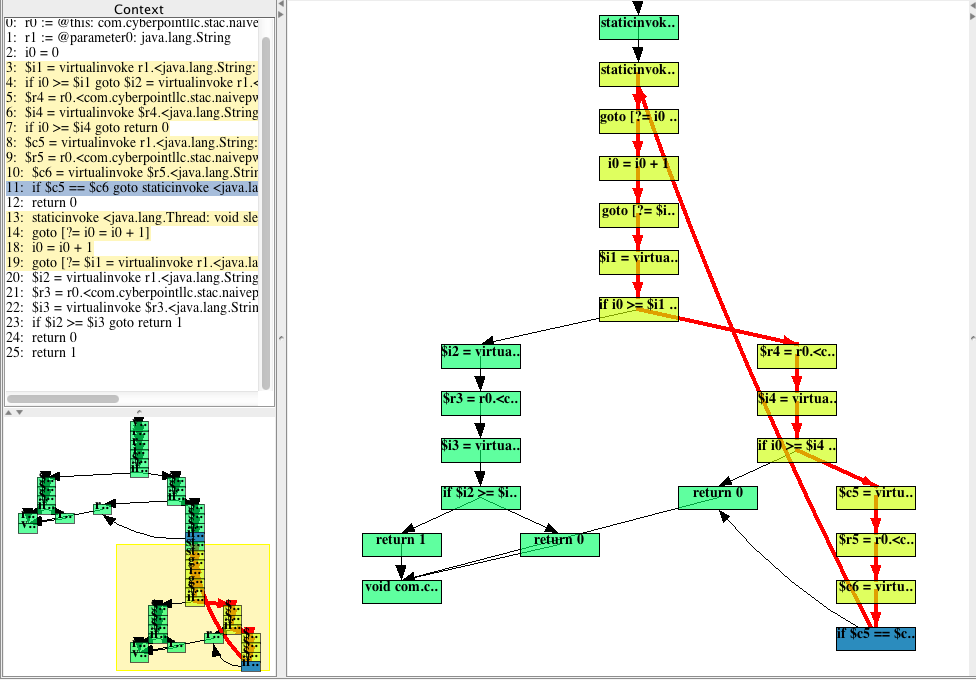 Context
0: r0 := @this: com.cyberpointllc.stac.naive
1: r1 := @parameter0: java.lang.String
2: i0 = 0
3: $i1 = virtualinvoke r1.<java.lang.String:
4: if i0 >= $i1 goto $i2 = virtualinvoke r1.<
5: $r4 = r0.<com.cyberpointllc.stac.naivepw
6: $i4 = virtualinvoke $r4.<java.lang.String
7: if i0 >= $i4 goto return 0
8: $c5 = virtualinvoke r1.<java.lang.String:
9: $r5 = r0.<com.cyberpointllc.stac.naivepw
10: $c6 = virtualinvoke $r5.<java.lang.Strin
11: if $c5 == $c6 goto staticinvoke <java.la
12: return 0
13: staticinvoke <java.lang.Thread: void sle
14: goto [?= i0 = i0 + 1]
18: i0 = i0 + 1
19: goto [?= $i1 = virtualinvoke r1.<java.la
20: $i2 = virtualinvoke r1.<java.lang.String
21: $r3 = r0.<com.cyberpointllc.stac.naivep
22: $i3 = virtualinvoke $r3.<java.lang.Strin
23: if $i2 >= $i3 goto return 1
24: return 0
25: return 1
staticinvok..
staticinvok..
goto [?= i0 ..
i0 = i0 + 1
goto [?= $i..
$i1 = virtua..
if i0 >= $i1 ..
$i2 = virtua..
$r4 = r0.<c..
$r3 = r0.<c..
$i4 = virtua..
$i3 = virtua..
if i0 >= $i4 ..
if $i2 >= $i..
return 0
$c5 = virtu..
return 1
return 0
$r5 = r0.<c..
void com.c..
$c6 = virtu..
if $c5 == $c..